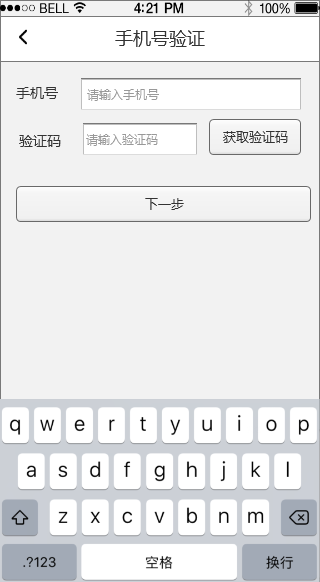 BELL 4:21 PM 100%
手机号验证
手机号 请输入手机号
验证码 请输入验证码 获取验证码
下一步
q w e r t y u i o p
a s d f g h j k l
z x c v b n m
.?123 空格 换行